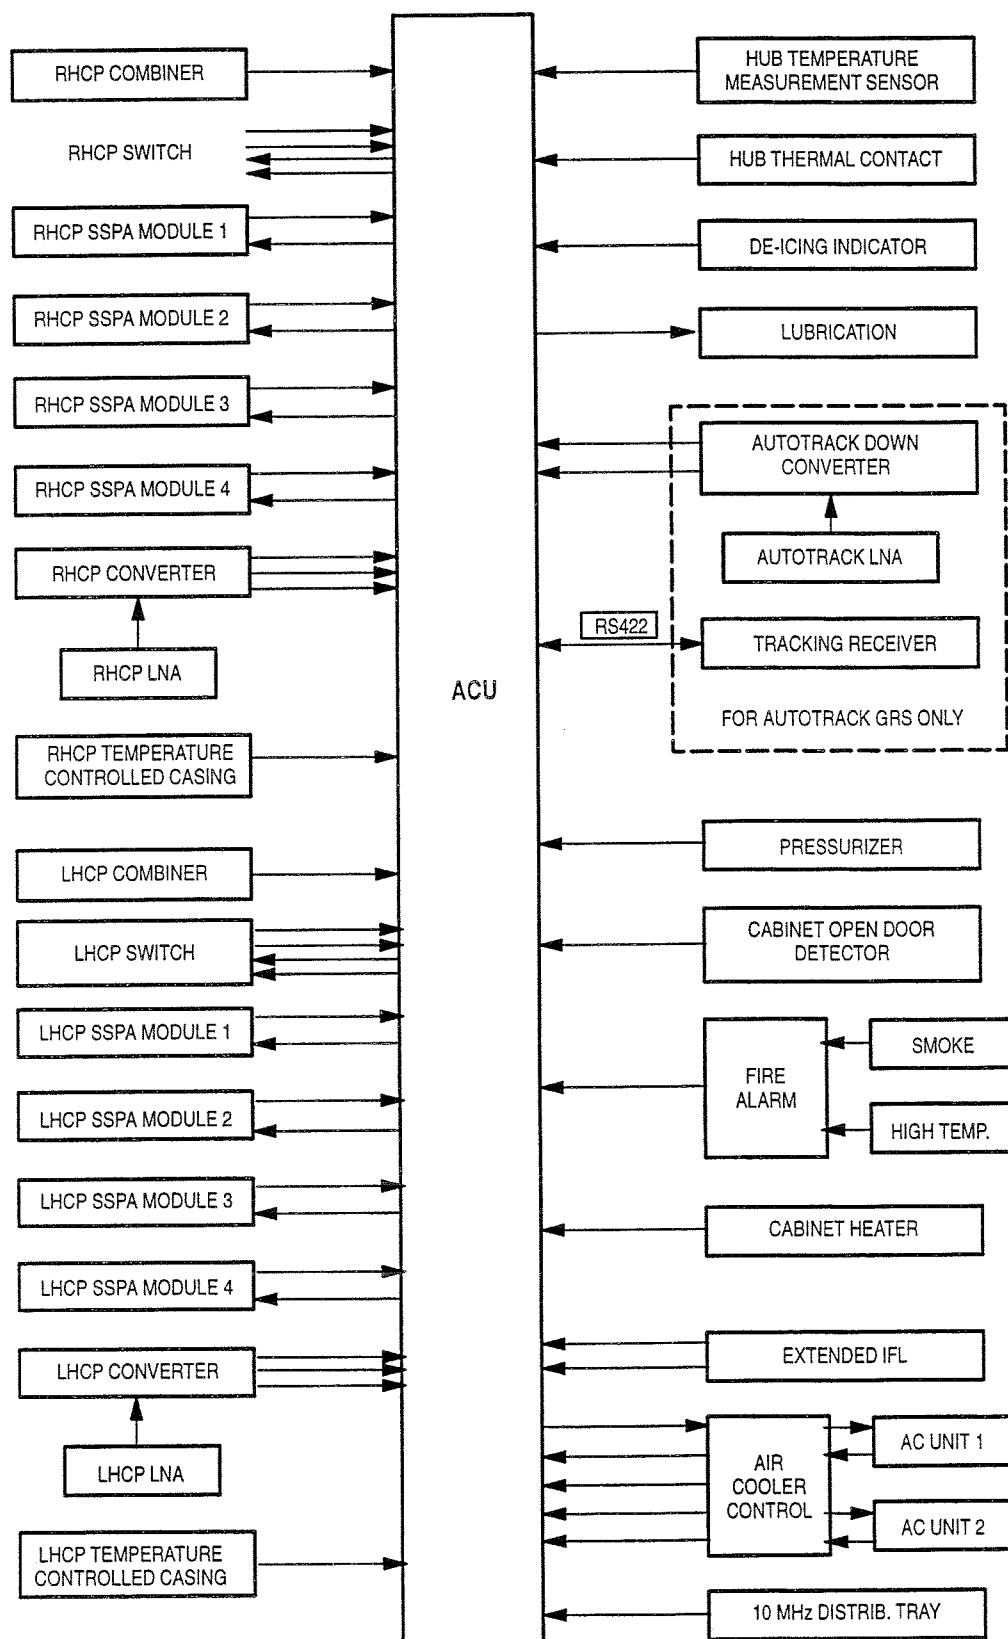 RHCP COMBINER
RHCP SWITCH
RHCP SSPA MODULE 1
RHCP SSPA MODULE 2
RHCP SSPA MODULE 3
RHCP SSPA MODULE 4
RHCP CONVERTER
RHCP LNA
RHCP TEMPERATURE
CONTROLLED CASING
LHCP COMBINER
LHCP SWITCH
LHCP SSPA MODULE 1
LHCP SSPA MODULE 2
LHCP SSPA MODULE 3
LHCP SSPA MODULE 4
LHCP CONVERTER
LHCP LNA
LHCP TEMPERATURE
CONTROLLED CASING
ACU
HUB TEMPERATURE
MEASUREMENT SENSOR
HUB THERMAL CONTACT
DE-ICING INDICATOR
LUBRICATION
AUTOTRACK DOWN
CONVERTER
AUTOTRACK LNA
RS422
TRACKING RECEIVER
FOR AUTOTRACK GRS ONLY
PRESSURIZER
CABINET OPEN DOOR
DETECTOR
FIRE
ALARM
SMOKE
HIGH TEMP.
CABINET HEATER
EXTENDED IFL
AIR
COOLER
CONTROL
AC UNIT 1
AC UNIT 2
10 MHz DISTRIB. TRAY